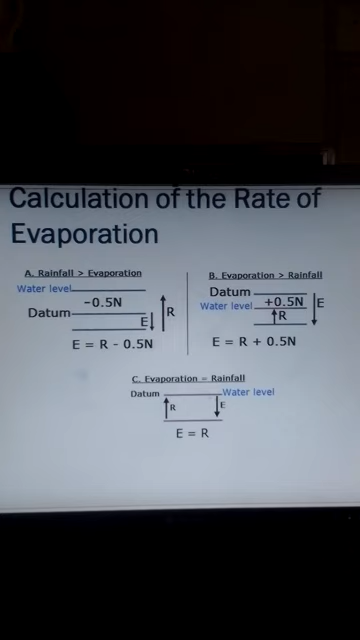 Calculation of the Rate of
Evaporation
A. Rainfall > Evaporation
Water level
-0.5N
Datum
E
R
E = R - 0.5N
B. Evaporation > Rainfall
Datum
Water level
+0.5N
E
R
E = R + 0.5N
C. Evaporation = Rainfall
Datum
Water level
R
E
E = R